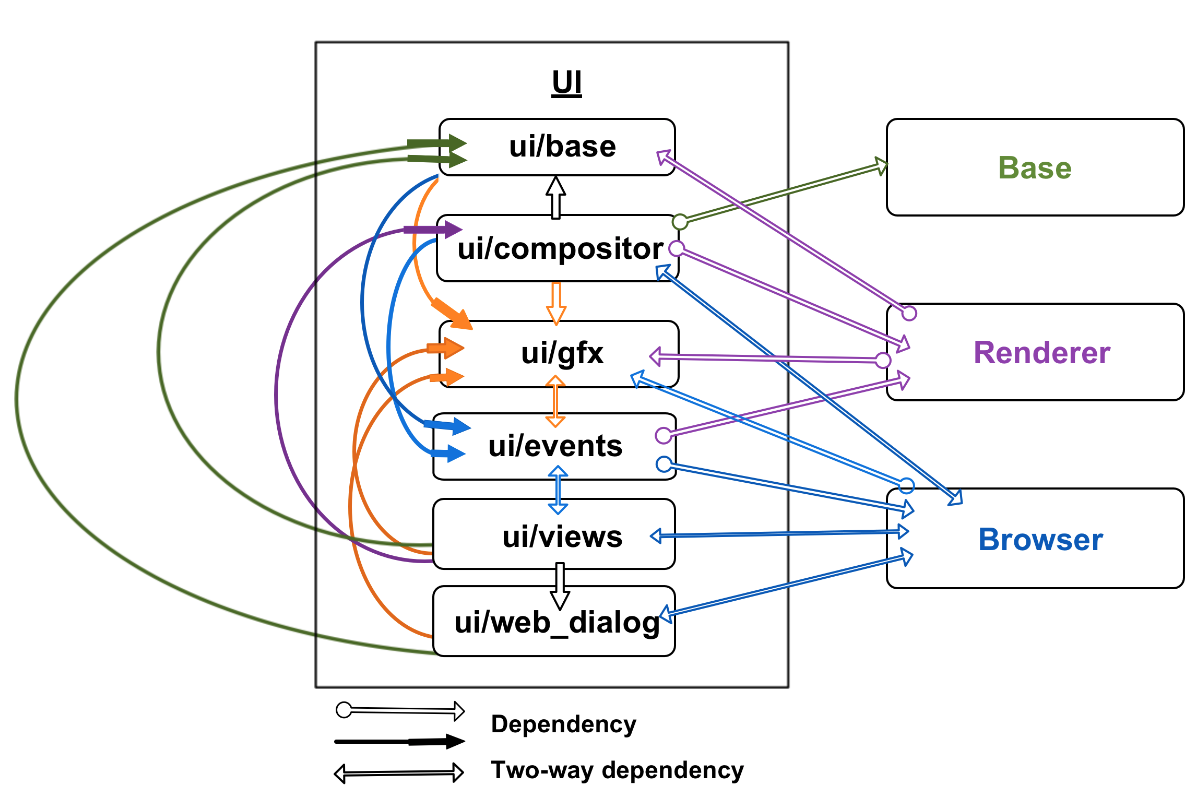 UI
ui/base
ui/compositor
ui/gfx
ui/events
ui/views
ui/web_dialog
Base
Renderer
Browser
Dependency
Two-way dependency